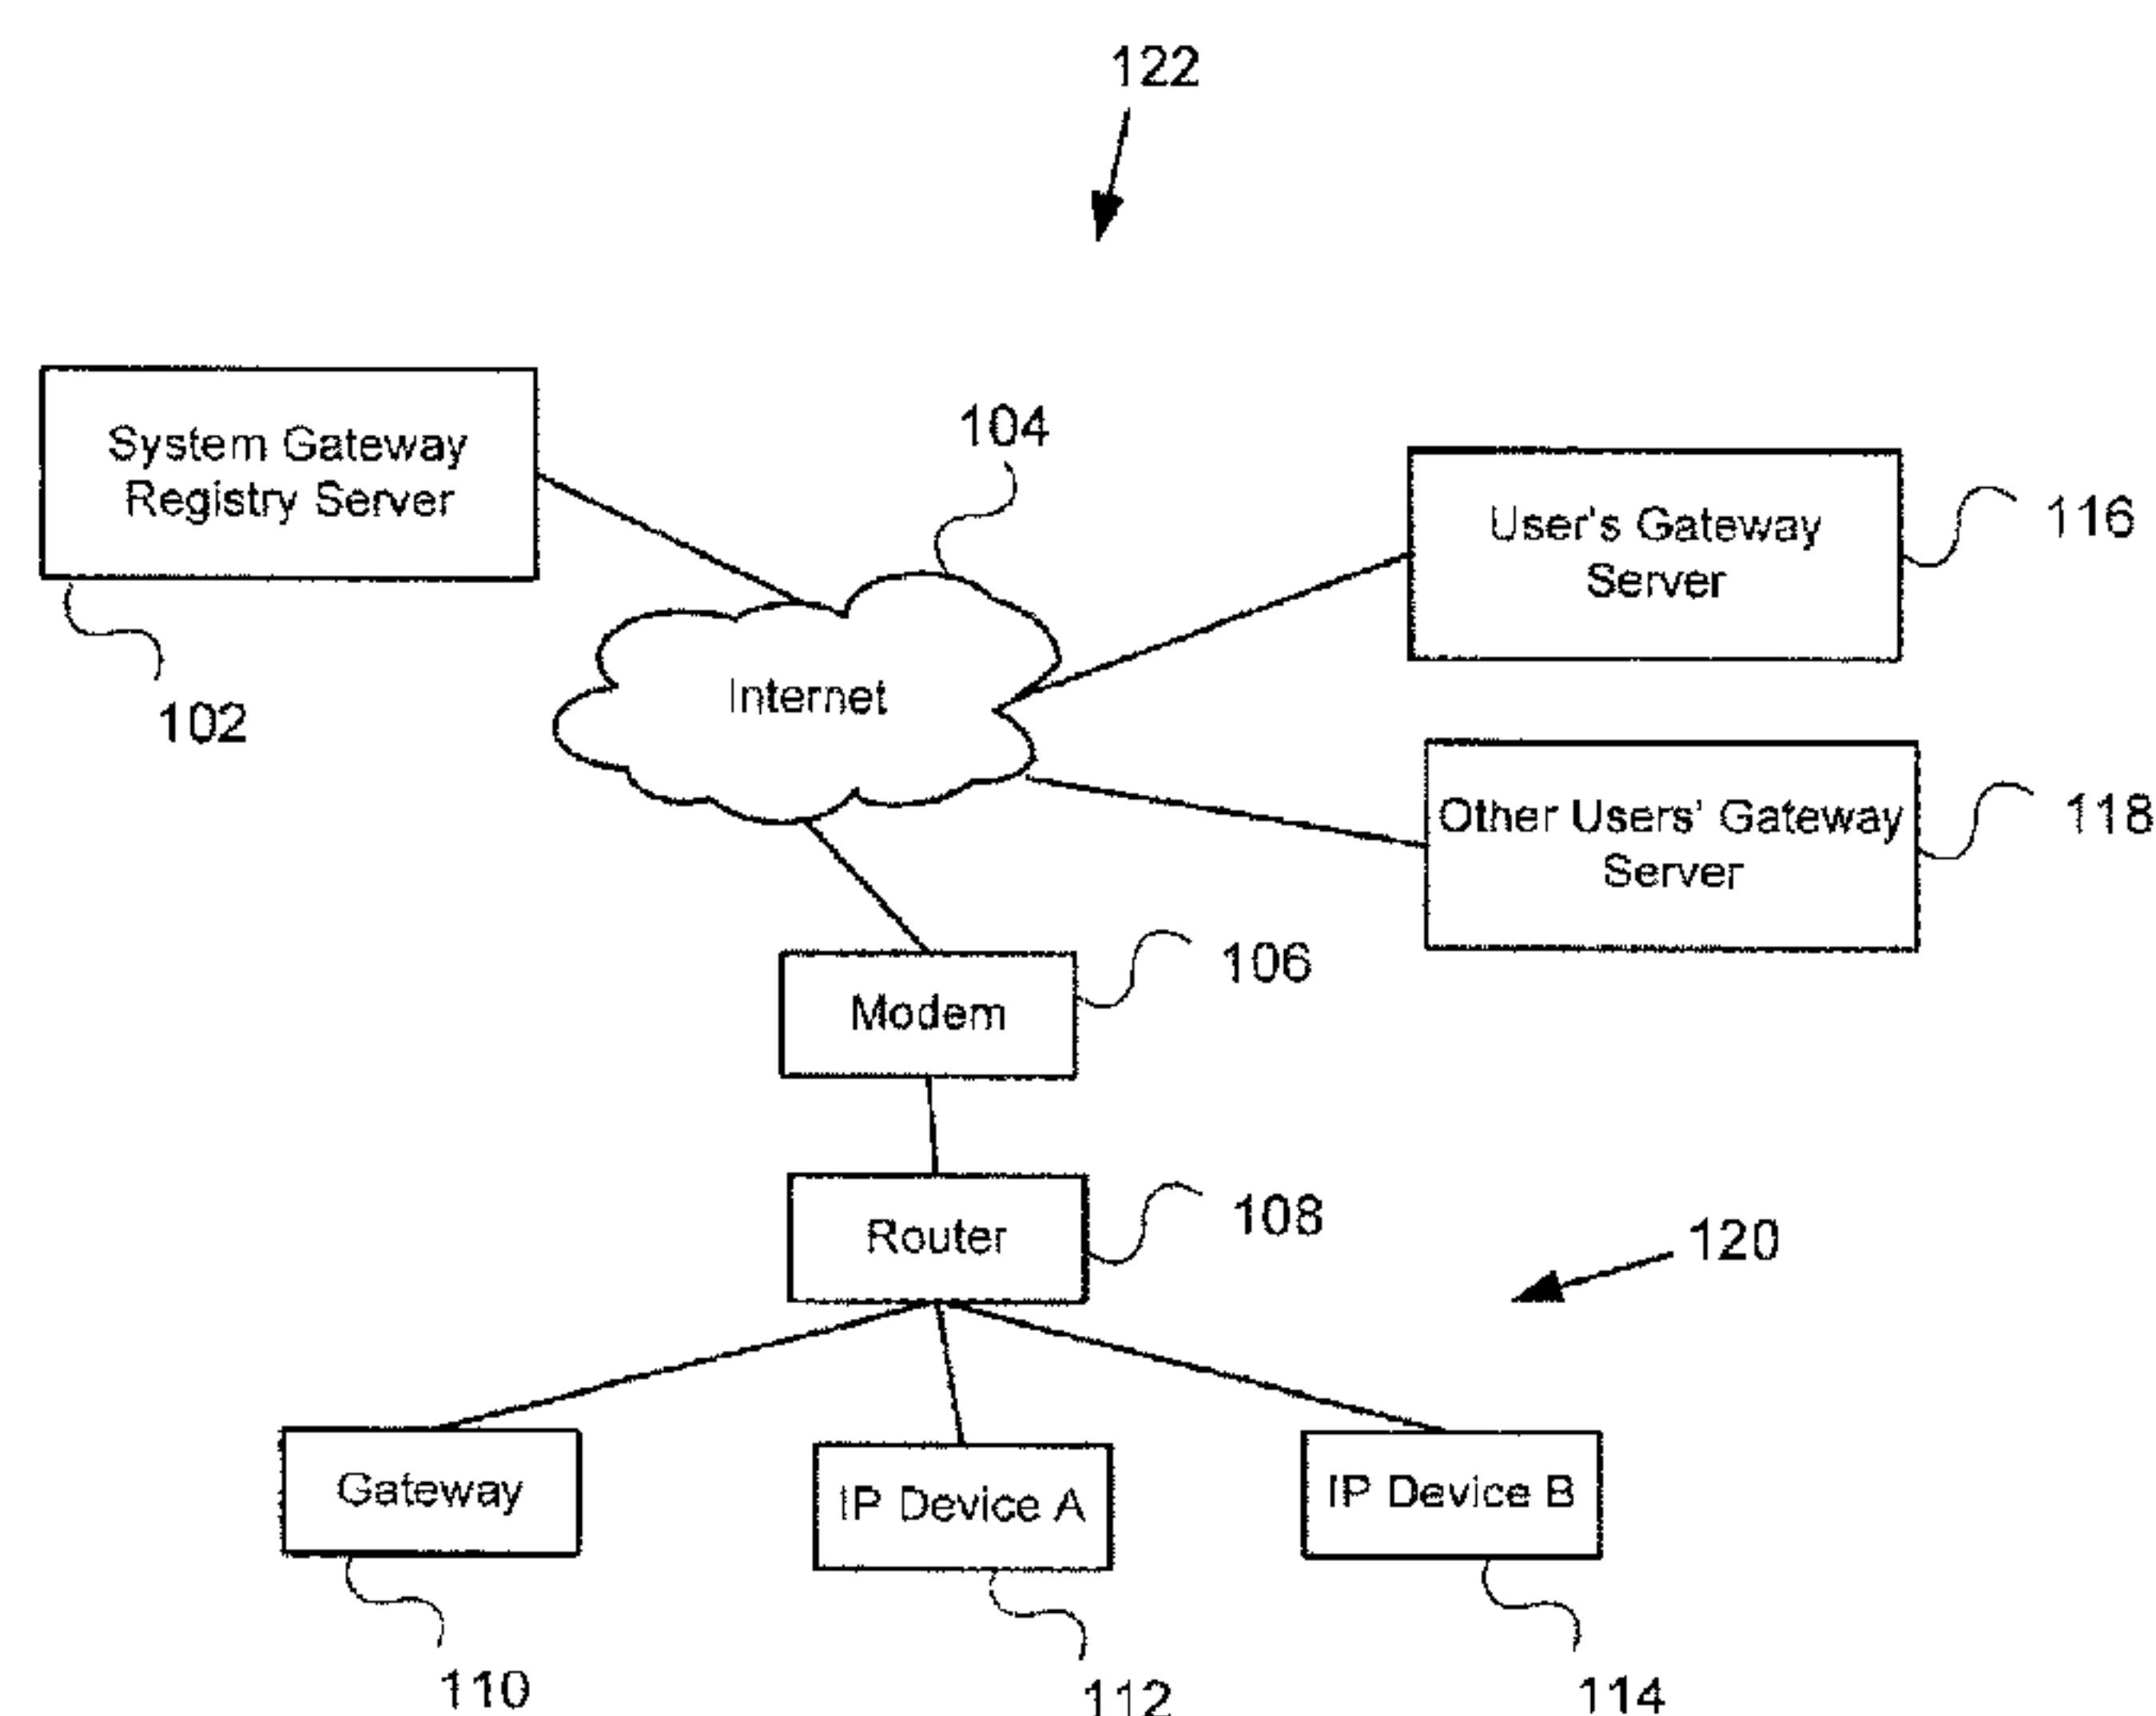 122
System Gateway
Registry Server
102
104
Internet
User's Gateway
Server
116
Other Users' Gateway
Server
118
Modem
106
Router
108
120
Gateway
110
IP Device A
112
IP Device B
114